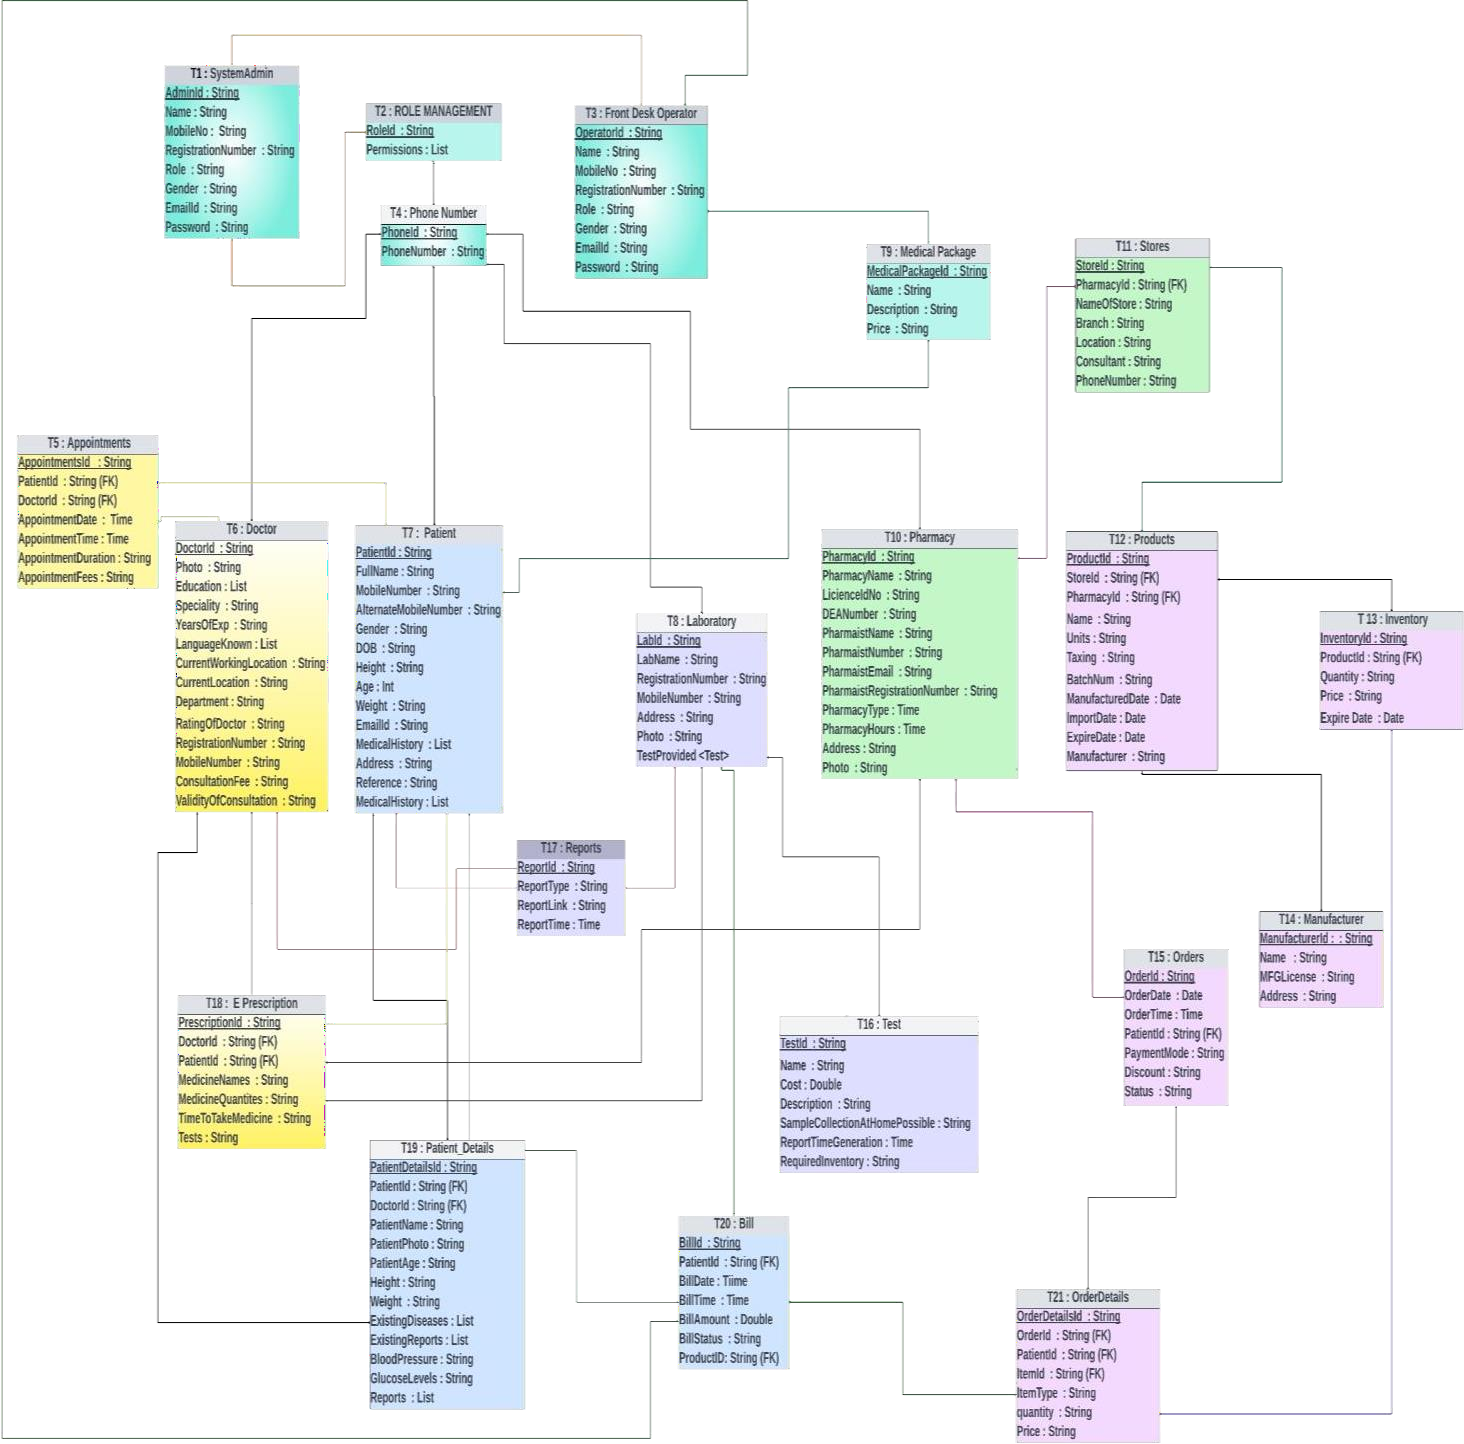 T1 : SystemAdmin
AdminId : String
Name : String
MobileNo : String
RegistrationNumber : String
Role : String
Gender : String
EmailId : String
Password : String
T2 : ROLE MANAGEMENT
RoleId : String
Permissions : List
T3 : Front Desk Operator
OperatorId : String
Name : String
MobileNo : String
RegistrationNumber : String
Role : String
Gender : String
EmailId : String
Password : String
T4 : Phone Number
PhoneId : String
PhoneNumber : String
T9 : Medical Package
MedicalPackageId : String
Name : String
Description : String
Price : String
T11 : Stores
StoreId : String
PharmacyId : String (FK)
NameOfStore : String
Branch : String
Location : String
Consultant : String
PhoneNumber : String
T5 : Appointments
AppointmentsId : String
PatientId : String (FK)
DoctorId : String (FK)
AppointmentDate : Time
AppointmentTime : Time
AppointmentDuration : String
AppointmentFees : String
T6 : Doctor
DoctorId : String
Photo : String
Education : List
Speciality : String
YearsOfExp : String
LanguageKnown : List
CurrentWorkingLocation : String
CurrentLocation : String
Department : String
RatingOfDoctor : String
RegistrationNumber : String
MobileNumber : String
ConsultationFee : String
ValidityOfConsultation : String
T7 : Patient
PatientId : String
FullName : String
MobileNumber : String
AlternateMobileNumber : String
Gender : String
DOB : String
Height : String
Age : Int
Weight : String
EmailId : String
MedicalHistory : List
Address : String
Reference : String
MedicalHistory : List
T8 : Laboratory
LabId : String
LabName : String
RegistrationNumber : String
MobileNumber : String
Address : String
Photo : String
TestProvided <Test>
T10 : Pharmacy
PharmacyId : String
PharmacyName : String
LicienceIdNo : String
DEANumber : String
PharmaistName : String
PharmaistNumber : String
PharmaistEmail : String
PharmaistRegistrationNumber : String
PharmacyType : Time
PharmacyHours : Time
Address : String
Photo : String
T12 : Products
ProductId : String
StoreId : String (FK)
PharmacyId : String (FK)
Name : String
Units : String
Taxing : String
BatchNum : String
ManufacturedDate : Date
ImportDate : Date
ExpireDate : Date
Manufacturer : String
T 13 : Inventory
InventoryId : String
ProductId : String (FK)
Quantity : String
Price : String
Expire Date : Date
T17 : Reports
ReportId : String
ReportType : String
ReportLink : String
ReportTime : Time
T14 : Manufacturer
ManufacturerId : : String
Name : String
MFGLicense : String
Address : String
T15 : Orders
OrderId : String
OrderDate : Date
OrderTime : Time
PatientId : String (FK)
PaymentMode : String
Discount : String
Status : String
T18 : E Prescription
PrescriptionId : String
DoctorId : String (FK)
PatientId : String (FK)
MedicineNames : String
MedicineQuantites : String
TimeToTakeMedicine : String
Tests : String
T16 : Test
TestId : String
Name : String
Cost : Double
Description : String
SampleCollectionAtHomePossible : String
ReportTimeGeneration : Time
RequiredInventory : String
T19 : Patient_Details
PatientDetailsId : String
PatientId : String (FK)
DoctorId : String (FK)
PatientName : String
PatientPhoto : String
PatientAge : String
Height : String
Weight : String
ExistingDiseases : List
ExistingReports : List
BloodPressure : String
GlucoseLevels : String
Reports : List
T20 : Bill
BillId : String
PatientId : String (FK)
BillDate : Tiime
BillTime : Time
BillAmount : Double
BillStatus : String
ProductID: String (FK)
T21 : OrderDetails
OrderDetailsId : String
OrderId : String (FK)
PatientId : String (FK)
ItemId : String (FK)
ItemType : String
quantity : String
Price : String